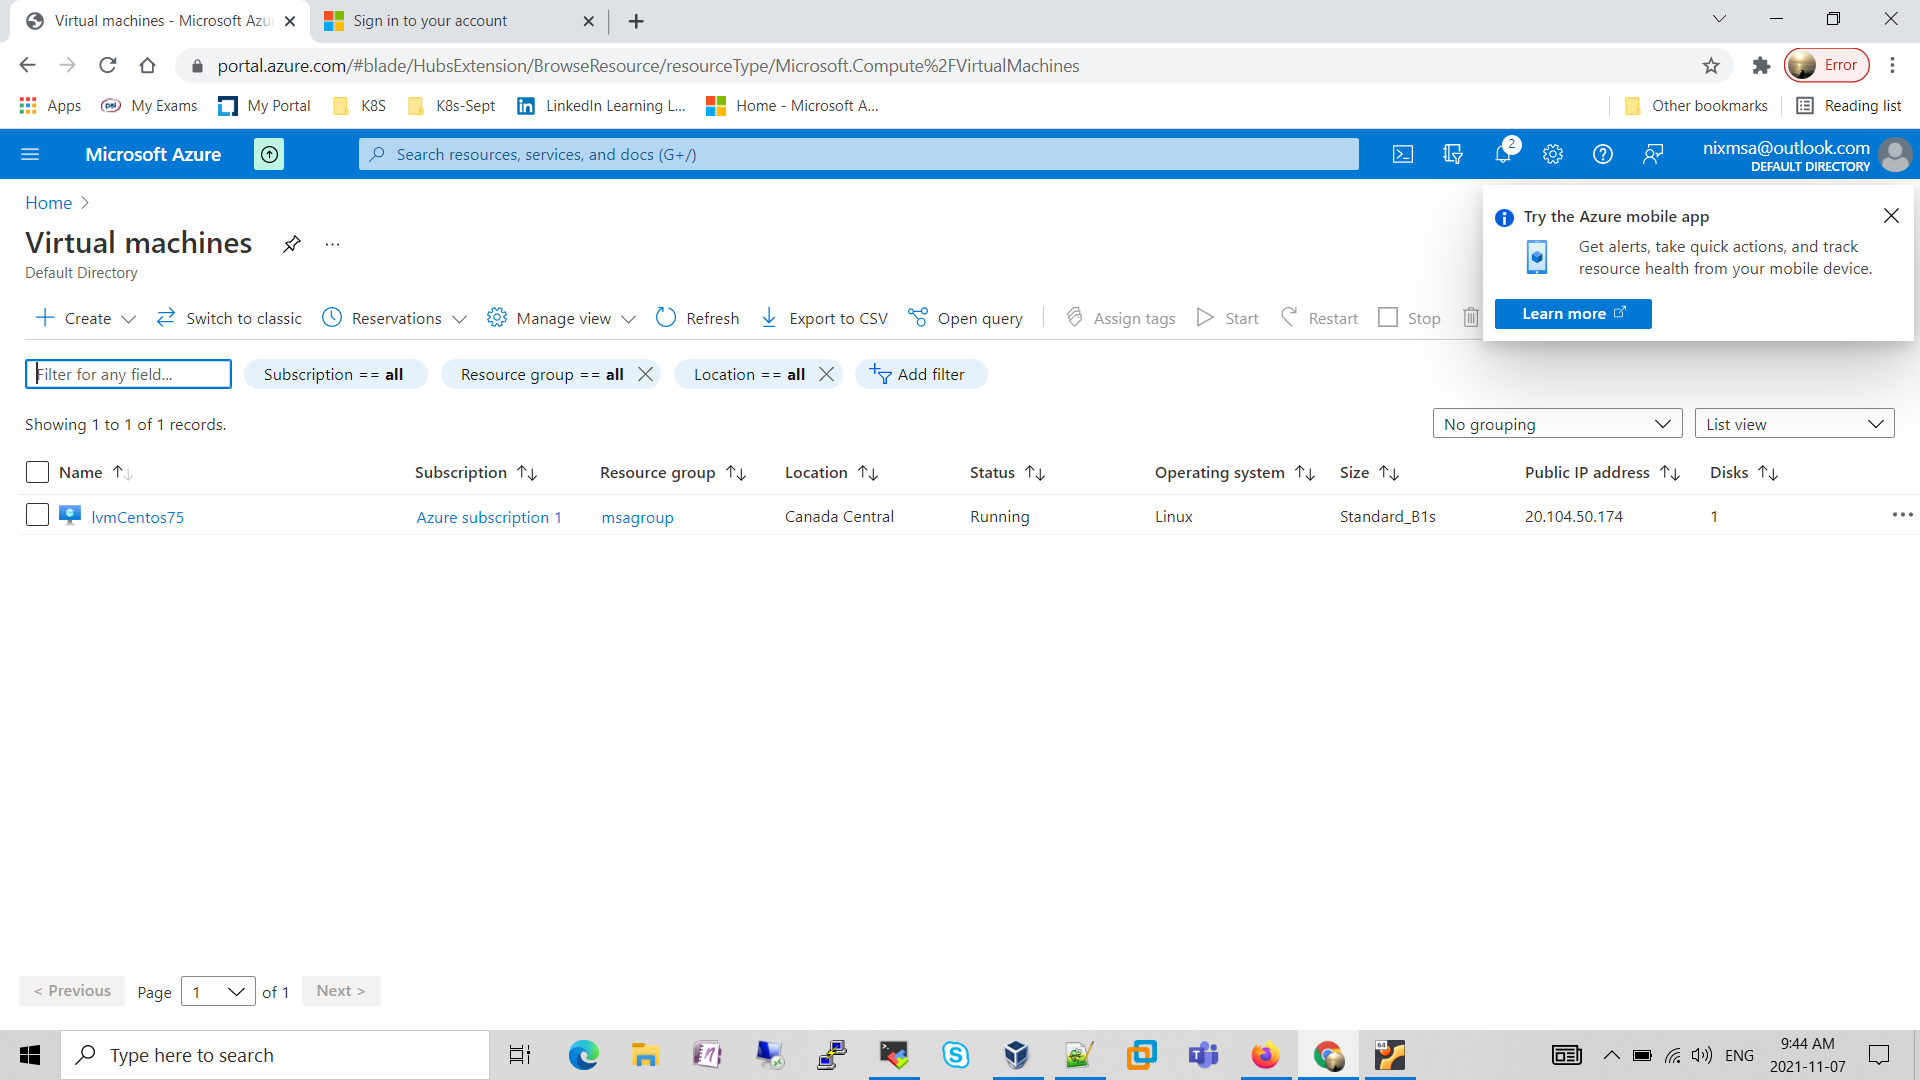 Virtual machines - Microsoft Azu
Sign in to your account
portal.azure.com/#blade/HubsExtension/BrowseResource/resourceType/Microsoft.Compute%2FVirtualMachines
Error
Apps
psi
My Exams
My Portal
K8S
K8s-Sept
LinkedIn Learning L...
Home - Microsoft A...
Other bookmarks
Reading list
Microsoft Azure
Search resources, services, and docs (G+/)
2
nixmsa@outlook.com
DEFAULT DIRECTORY
Home
Virtual machines
...
Default Directory
Try the Azure mobile app
Get alerts, take quick actions, and track
resource health from your mobile device.
Learn more
Create
Switch to classic
Reservations
Manage view
Refresh
Export to CSV
Open query
Assign tags
Start
Restart
Stop
Filter for any field...
Subscription == all
Resource group == all
Location == all
Add filter
Showing 1 to 1 of 1 records.
No grouping
List view
Name
Subscription
Resource group
Location
Status
Operating system
Size
Public IP address
Disks
lvmCentos75
Azure subscription 1
msagroup
Canada Central
Running
Linux
Standard_B1s
20.104.50.174
1
< Previous
Page
1
of 1
Next >
Type here to search
64
ENG
9:44 AM
2021-11-07